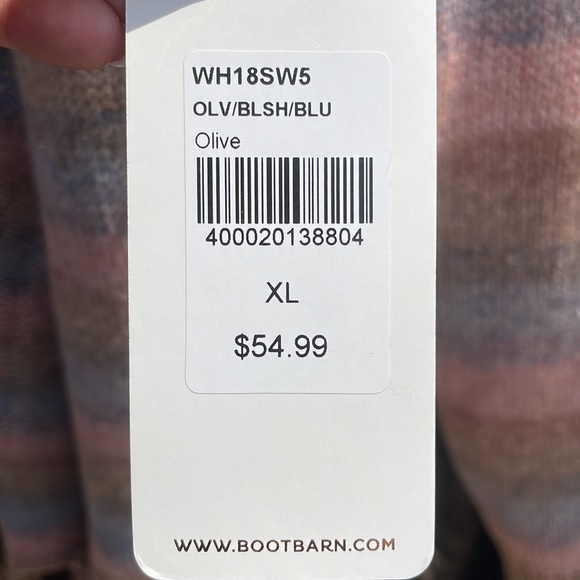 WH18SW5
OLV/BLSH/BLU
Olive
400020138804
XL
$54.99
WWW.BOOTBARN.COM